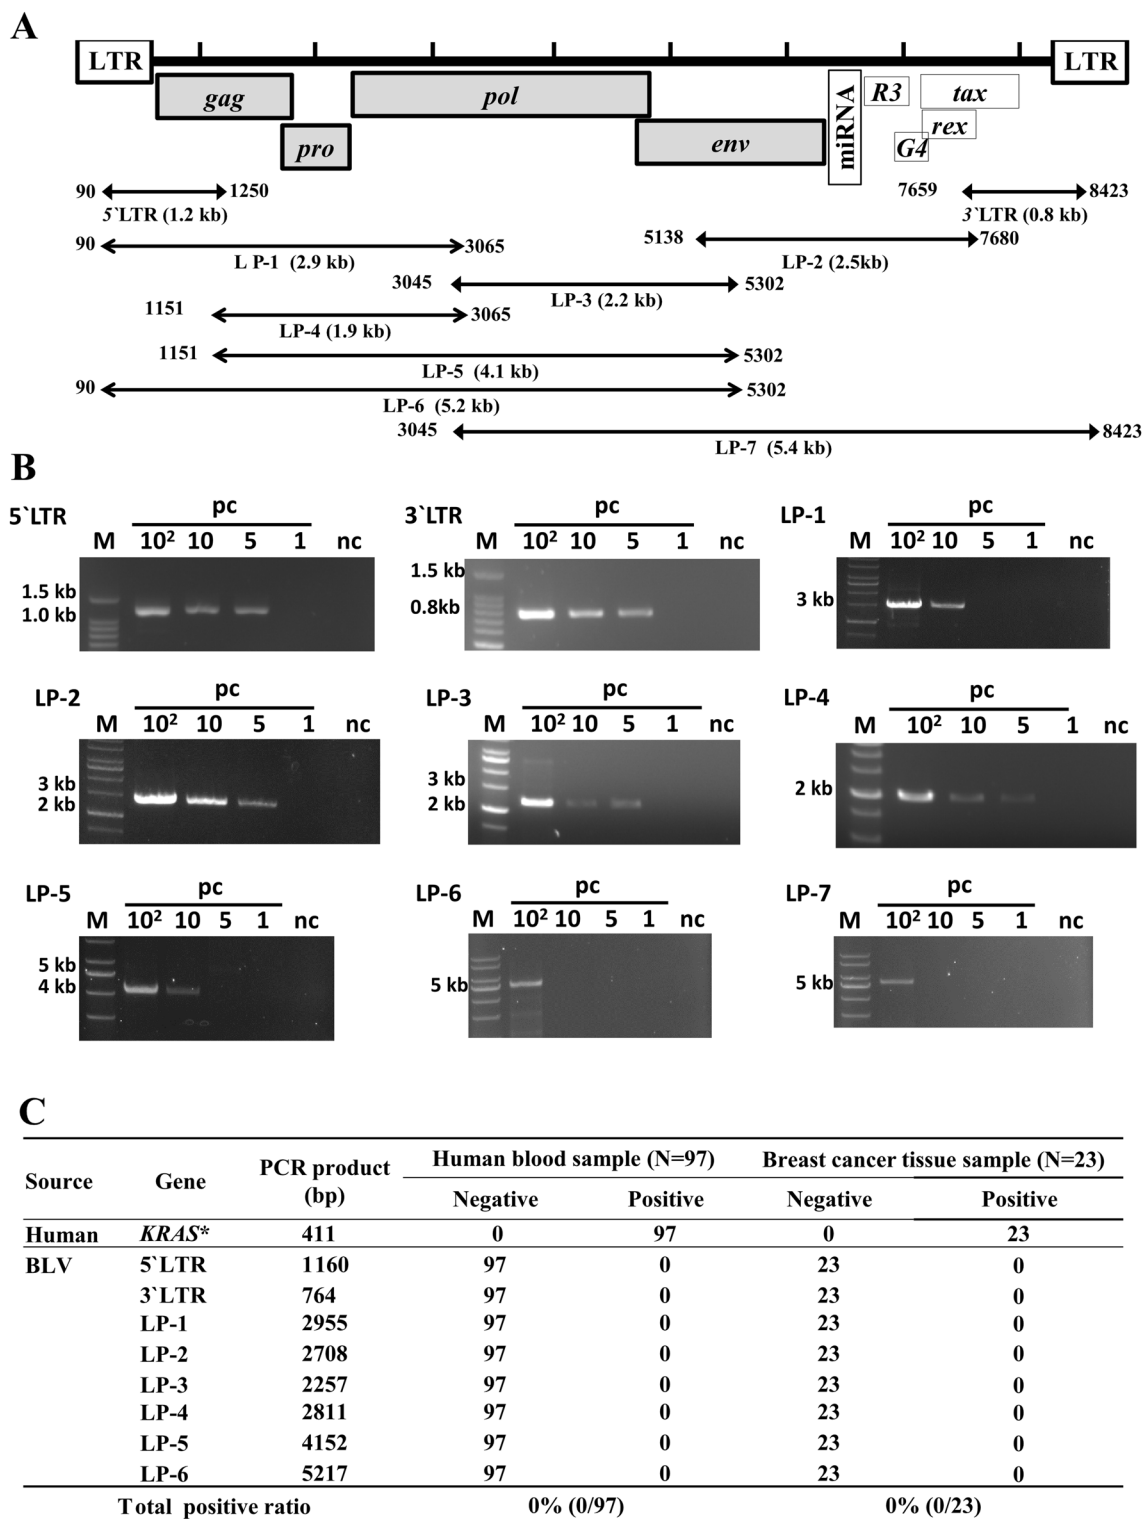 A
LTR
LTR
gag
pol
miRNA
R3
tax
pro
env
G4
rex
90
1250
7659
8423
5`LTR (1.2 kb)
3`LTR (0.8 kb)
90
3065
5138
7680
L P-1 (2.9 kb)
LP-2 (2.5kb)
3045
5302
LP-3 (2.2 kb)
1151
3065
LP-4 (1.9 kb)
1151
5302
LP-5 (4.1 kb)
90
5302
LP-6 (5.2 kb)
3045
8423
LP-7 (5.4 kb)
B
5`LTR
pc
M 10² 10 5 1 nc
1.5 kb
1.0 kb
3`LTR
pc
M 10² 10 5 1 nc
1.5 kb
0.8kb
LP-1
pc
M 10² 10 5 1 nc
3 kb
LP-2
pc
M 10² 10 5 1 nc
3 kb
2 kb
LP-3
pc
M 10² 10 5 1 nc
3 kb
2 kb
LP-4
pc
M 10² 10 5 1 nc
2 kb
LP-5
pc
M 10² 10 5 1 nc
5 kb
4 kb
LP-6
pc
M 10² 10 5 1 nc
5 kb
LP-7
pc
M 10² 10 5 1 nc
5 kb
C
Source Gene PCR product (bp) Human blood sample (N=97) Breast cancer tissue sample (N=23)
Negative Positive Negative Positive
Human KRAS* 411 0 97 0 23
BLV 5`LTR 1160 97 0 23 0
3`LTR 764 97 0 23 0
LP-1 2955 97 0 23 0
LP-2 2708 97 0 23 0
LP-3 2257 97 0 23 0
LP-4 2811 97 0 23 0
LP-5 4152 97 0 23 0
LP-6 5217 97 0 23 0
Total positive ratio 0% (0/97) 0% (0/23)